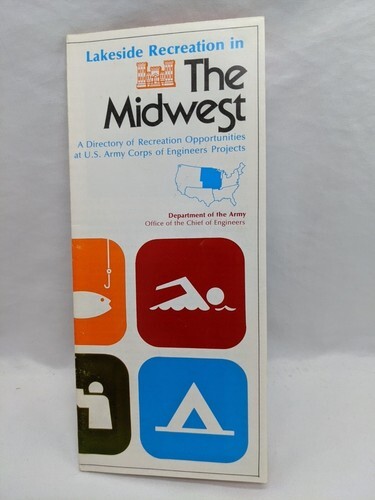 Lakeside Recreation in
The
Midwest
A Directory of Recreation Opportunities
at U.S. Army Corps of Engineers Projects
Department of the Army
Office of the Chief of Engineers